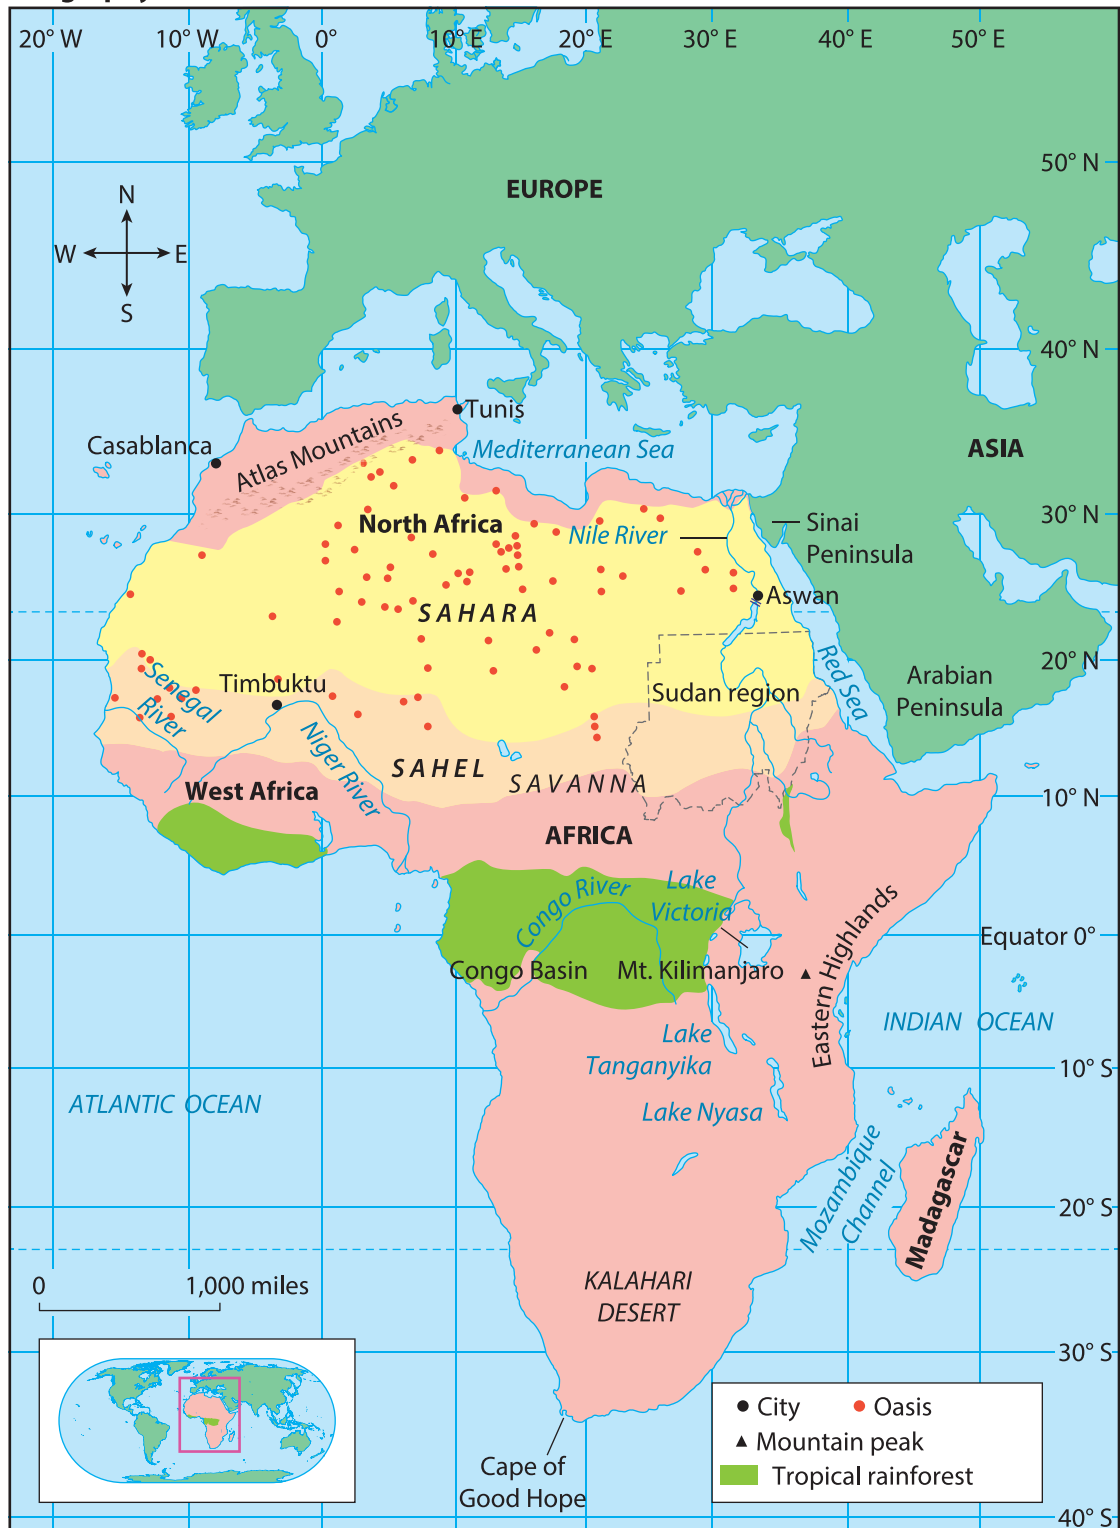 20° W
10° W
0°
10° E
20° E
30° E
40° E
50° E
50° N
EUROPE
N
W
E
S
40° N
Tunis
Casablanca
Atlas Mountains
Mediterranean Sea
ASIA
30° N
North Africa
Nile River
Sinai
Peninsula
SAHARA
Aswan
20° N
Senegal
River
Timbuktu
Sudan region
Red Sea
Arabian
Peninsula
Niger River
SAHEL
SAVANNA
West Africa
10° N
AFRICA
Congo River
Lake
Victoria
Eastern Highlands
Equator 0°
Congo Basin
Mt. Kilimanjaro
INDIAN OCEAN
Lake
Tanganyika
10° S
ATLANTIC OCEAN
Lake Nyasa
Mozambique
Channel
Madagascar
20° S
0
1,000 miles
KALAHARI
DESERT
30° S
City
Oasis
Mountain peak
Tropical rainforest
Cape of
Good Hope
40° S